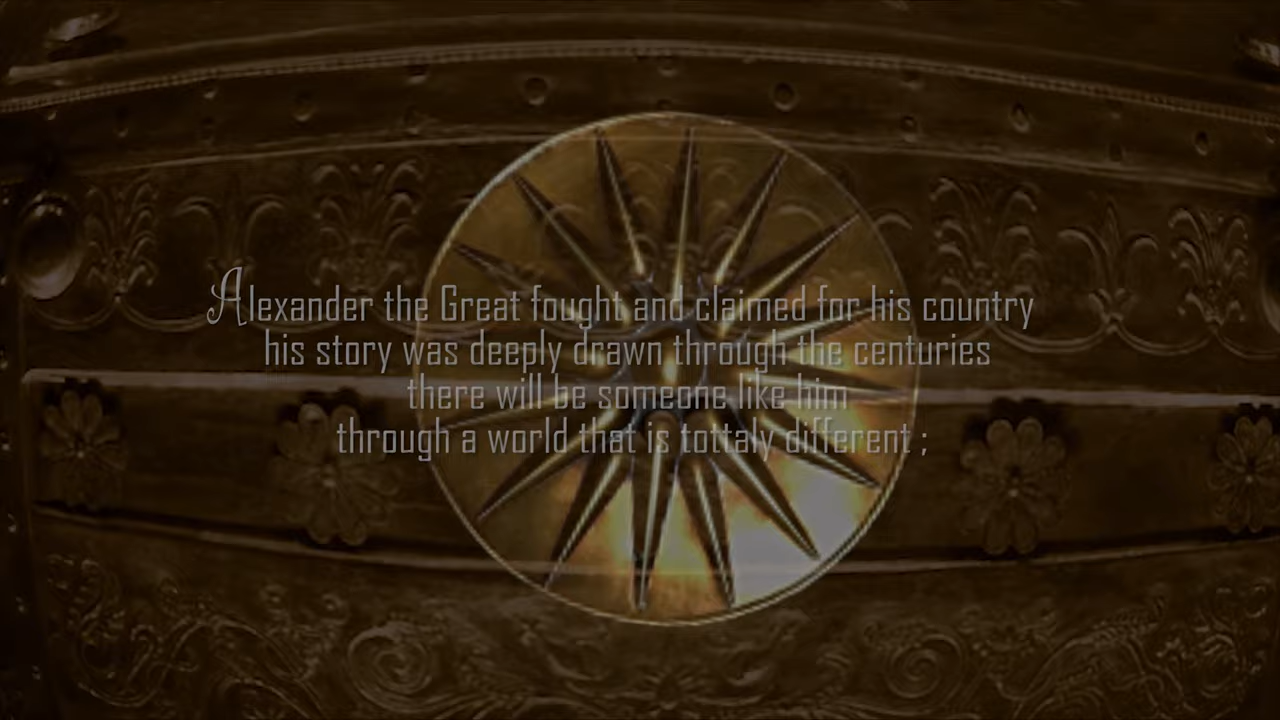 Alexander the Great fought and claimed for his country
his story was deeply drawn through the centuries
there will be someone like him
through a world that is tottaly different ;